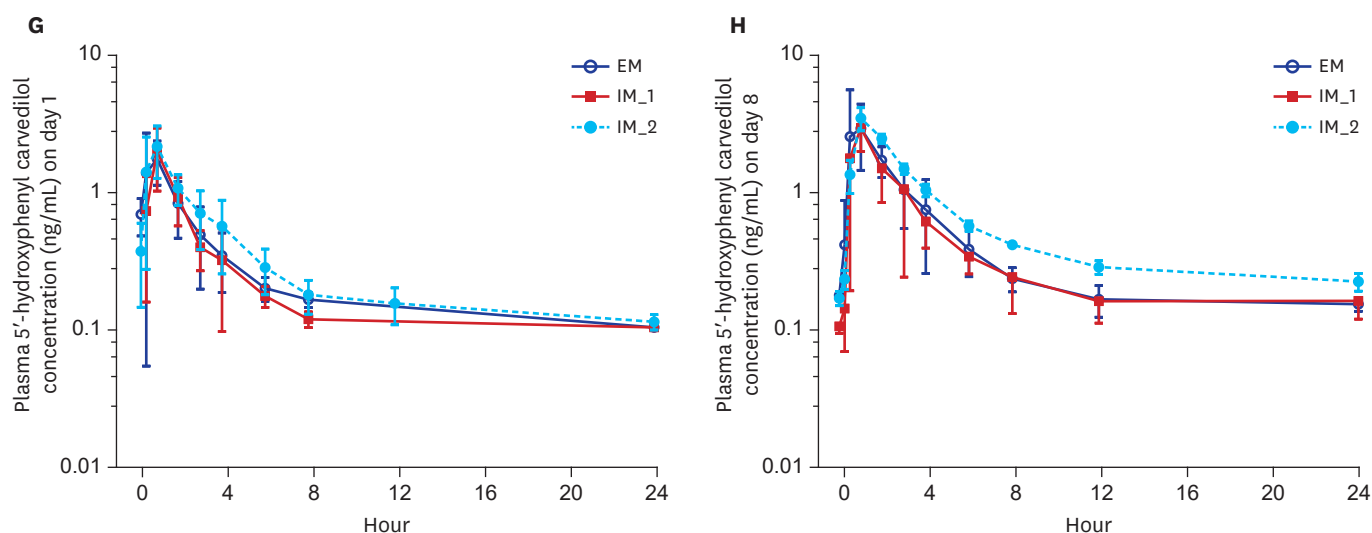 G
Plasma 5′-hydroxyphenyl carvedilol
concentration (ng/mL) on day 1
10
1
0.1
0.01
0 4 8 12 16 20 24
Hour
EM
IM_1
IM_2
H
Plasma 5′-hydroxyphenyl carvedilol
concentration (ng/mL) on day 8
10
1
0.1
0.01
0 4 8 12 16 20 24
Hour
EM
IM_1
IM_2